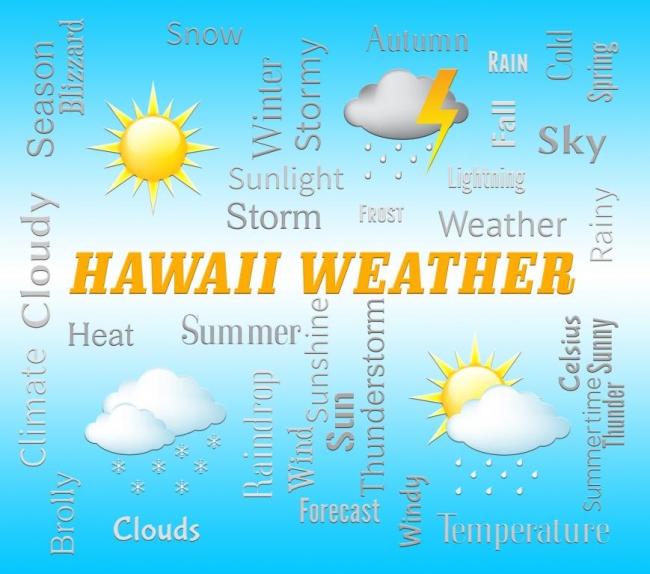 Season
Blizzard
Snow
Winter
Stormy
Autumn
RAIN
Cold
Spring
Fall
Sky
Sunlight
Lightning
Storm
FROST
Weather
Rainy
Cloudy
HAWAII WEATHER
Heat
Summer
Sunshine
Thunderstorm
Celsius
Sunny
Climate
Raindrop
Wind
Sun
Summertime
Thunder
Brolly
Clouds
Forecast
Windy
Temperature